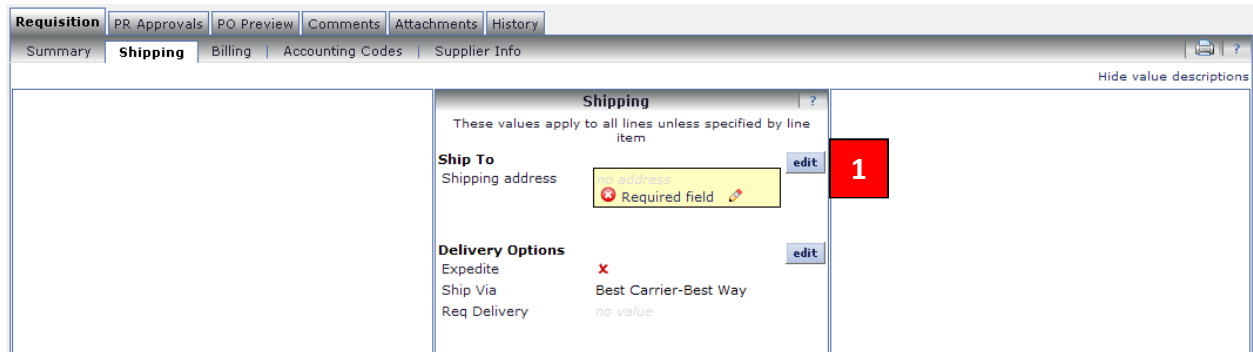 Requisition PR Approvals PO Preview Comments Attachments History
Summary Shipping Billing | Accounting Codes | Supplier Info | ?
Hide value descriptions
Shipping ?
These values apply to all lines unless specified by line
item
Ship To edit
1
Shipping address no address
Required field
Delivery Options edit
Expedite
Ship Via Best Carrier-Best Way
Req Delivery no value